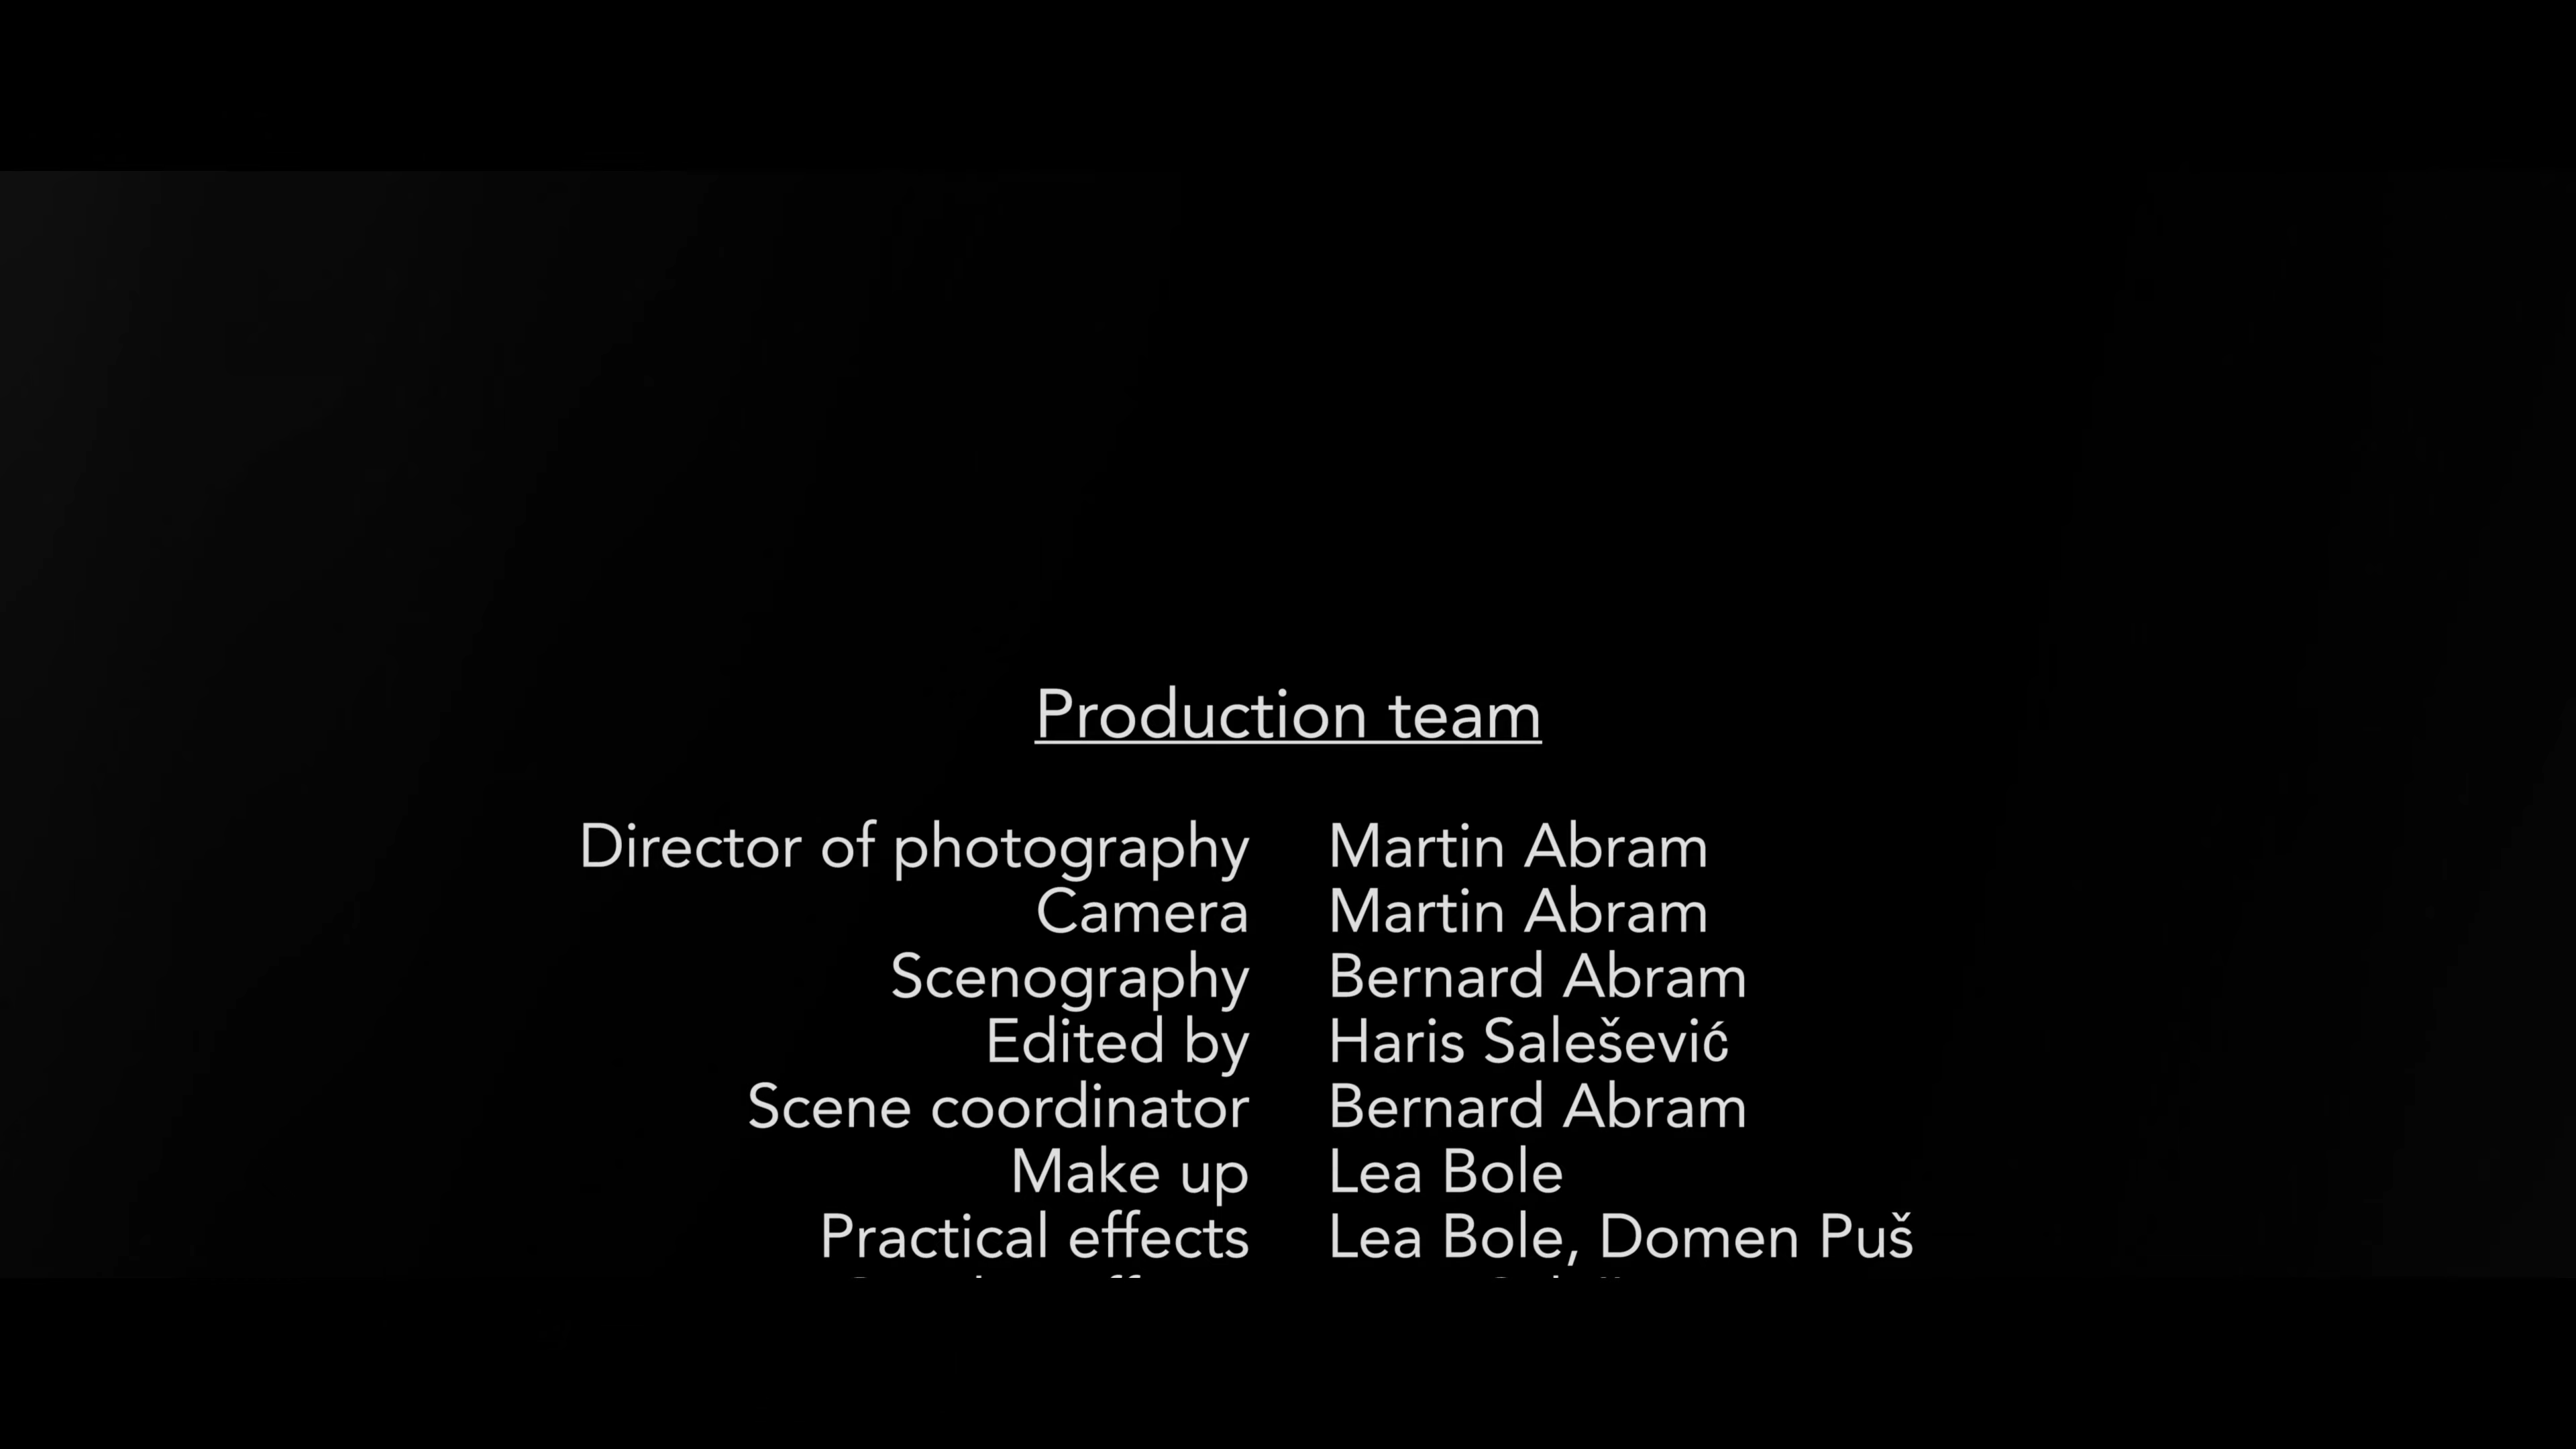 Production team
Director of photography Martin Abram
Camera Martin Abram
Scenography Bernard Abram
Edited by Haris Salešević
Scene coordinator Bernard Abram
Make up Lea Bole
Practical effects Lea Bole, Domen Puš